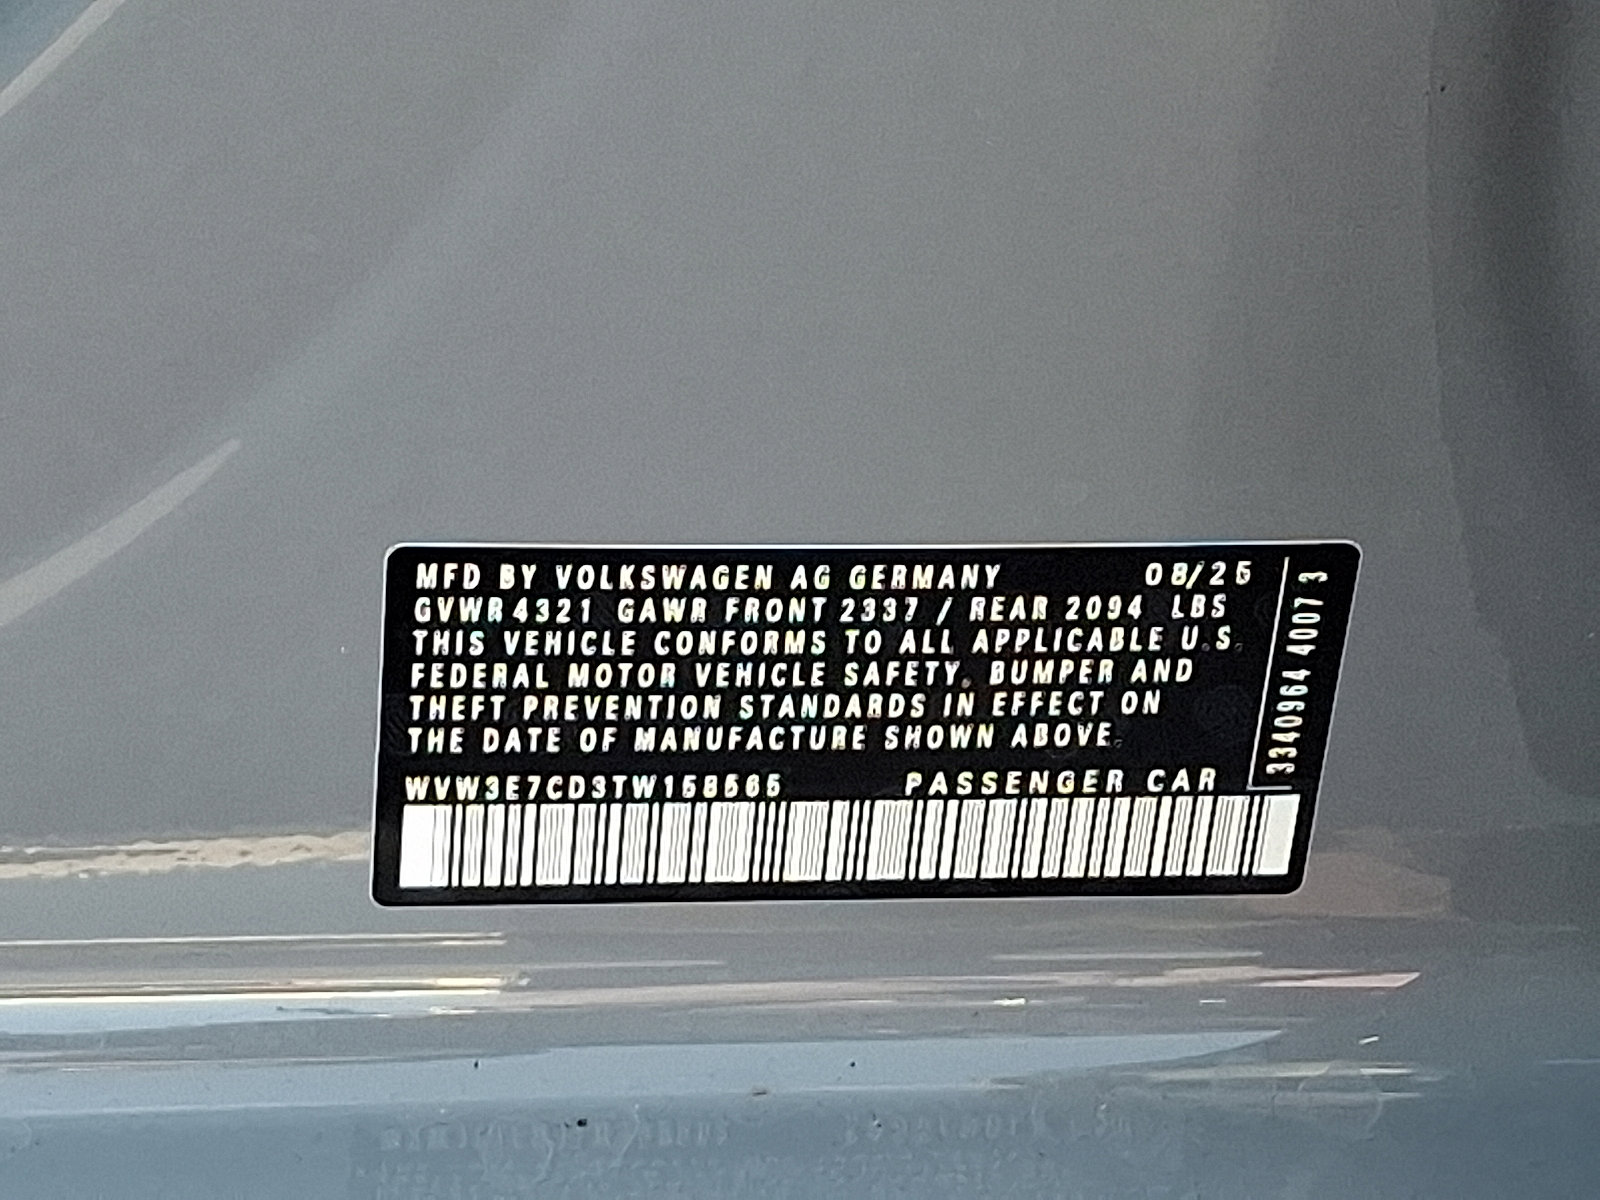 MFD BY VOLKSWAGEN AG GERMANY 08/25
GVWR 4321 GAWR FRONT 2337 / REAR 2094 LBS
THIS VEHICLE CONFORMS TO ALL APPLICABLE U.S.
FEDERAL MOTOR VEHICLE SAFETY, BUMPER AND
THEFT PREVENTION STANDARDS IN EFFECT ON
THE DATE OF MANUFACTURE SHOWN ABOVE.
WVW3E7CD3TW158565 PASSENGER CAR
3340964 4007 3